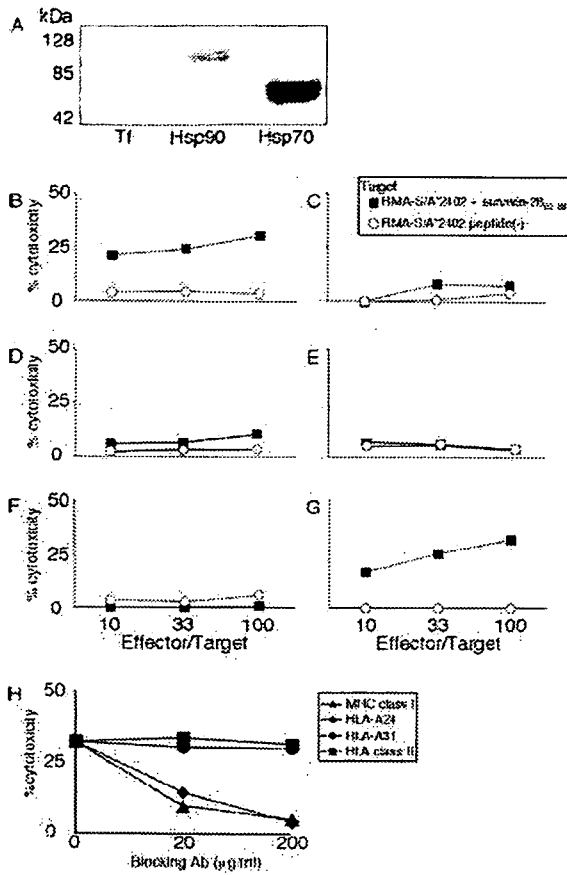 A
kDa
128
85
42
Tf Hsp90 Hsp70
B
50
25
0
% cytotoxicity
C
Target
RMA-S/A*2402 + survivin-2B
RMA-S/A*2402 peptide(-)
D
50
25
0
% cytotoxicity
E
F
50
25
0
% cytotoxicity
10 33 100
Effector/Target
G
10 33 100
Effector/Target
H
50
25
0
%cytotoxicity
0 20 200
Blocking Ab (μg/ml)
MHC class I
HLA-A24
HLA-A31
HLA class II